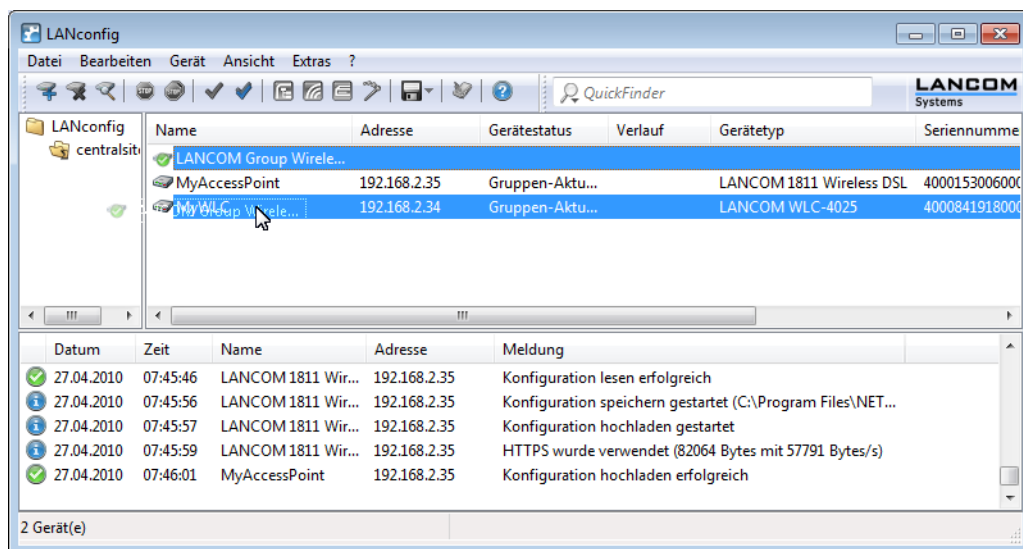 LANconfig
Datei Bearbeiten Gerät Ansicht Extras ?
QuickFinder
LANCOM
Systems
LANconfig
centralsit
Name Adresse Gerätestatus Verlauf Gerätetyp Seriennumme
LANCOM Group Wirele...
MyAccessPoint 192.168.2.35 Gruppen-Aktu... LANCOM 1811 Wireless DSL 4000153006000
MyWLC 192.168.2.34 Gruppen-Aktu... LANCOM WLC-4025 4000841918000
Group Wirele...
Datum Zeit Name Adresse Meldung
27.04.2010 07:45:46 LANCOM 1811 Wir... 192.168.2.35 Konfiguration lesen erfolgreich
27.04.2010 07:45:56 LANCOM 1811 Wir... 192.168.2.35 Konfiguration speichern gestartet (C:\Program Files\NET...
27.04.2010 07:45:57 LANCOM 1811 Wir... 192.168.2.35 Konfiguration hochladen gestartet
27.04.2010 07:45:59 LANCOM 1811 Wir... 192.168.2.35 HTTPS wurde verwendet (82064 Bytes mit 57791 Bytes/s)
27.04.2010 07:46:01 MyAccessPoint 192.168.2.35 Konfiguration hochladen erfolgreich
2 Gerät(e)